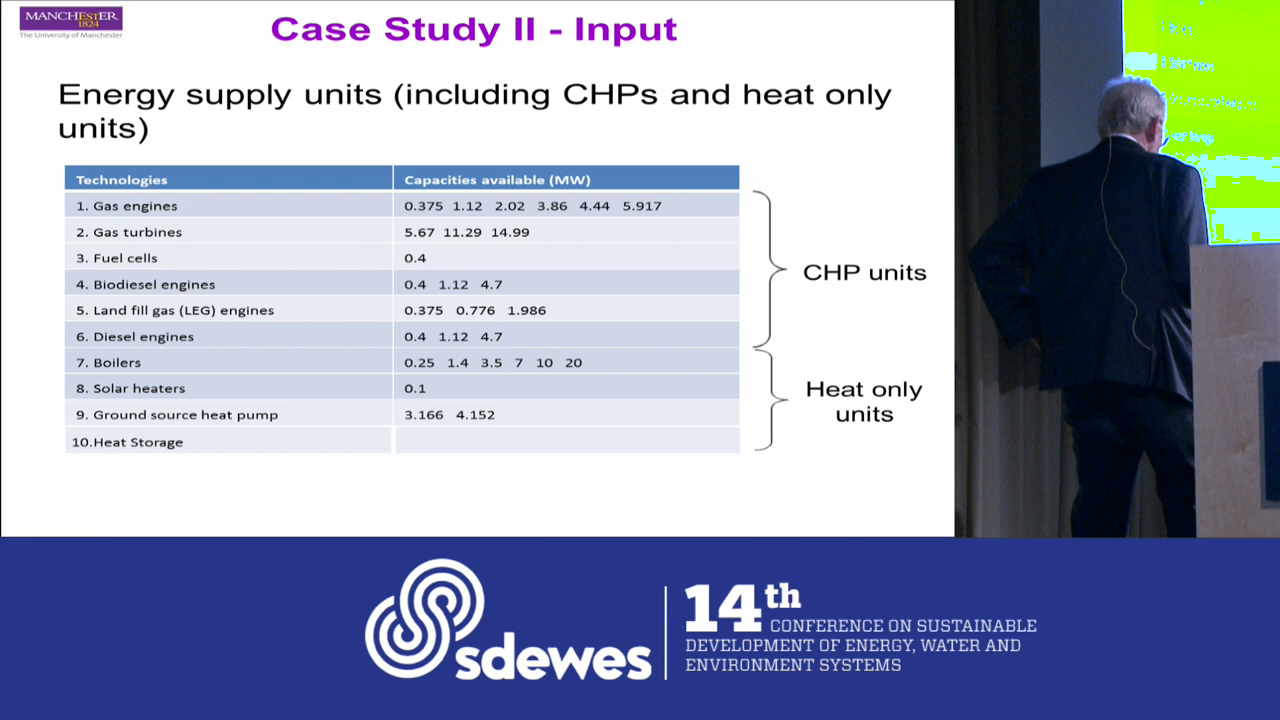 MANCHESTER
1824
The University of Manchester
Case Study II - Input
Energy supply units (including CHPs and heat only
units)
Technologies Capacities available (MW)
1. Gas engines 0.375 1.12 2.02 3.86 4.44 5.917
2. Gas turbines 5.67 11.29 14.99
3. Fuel cells 0.4
4. Biodiesel engines 0.4 1.12 4.7
5. Land fill gas (LEG) engines 0.375 0.776 1.986
6. Diesel engines 0.4 1.12 4.7
7. Boilers 0.25 1.4 3.5 7 10 20
8. Solar heaters 0.1
9. Ground source heat pump 3.166 4.152
10.Heat Storage
CHP units
Heat only
units
sdewes
14th
CONFERENCE ON SUSTAINABLE
DEVELOPMENT OF ENERGY, WATER AND
ENVIRONMENT SYSTEMS